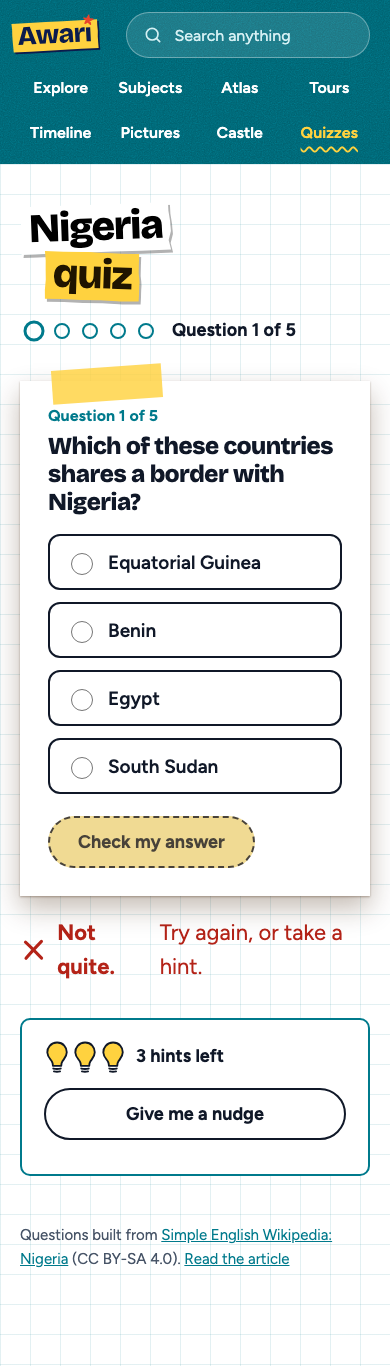 Awari
Search anything
Explore
Subjects
Atlas
Tours
Timeline
Pictures
Castle
Quizzes
Nigeria
quiz
Question 1 of 5
Question 1 of 5
Which of these countries
shares a border with
Nigeria?
Equatorial Guinea
Benin
Egypt
South Sudan
Check my answer
Not
quite.
Try again, or take a
hint.
3 hints left
Give me a nudge
Questions built from Simple English Wikipedia:
Nigeria (CC BY-SA 4.0). Read the article